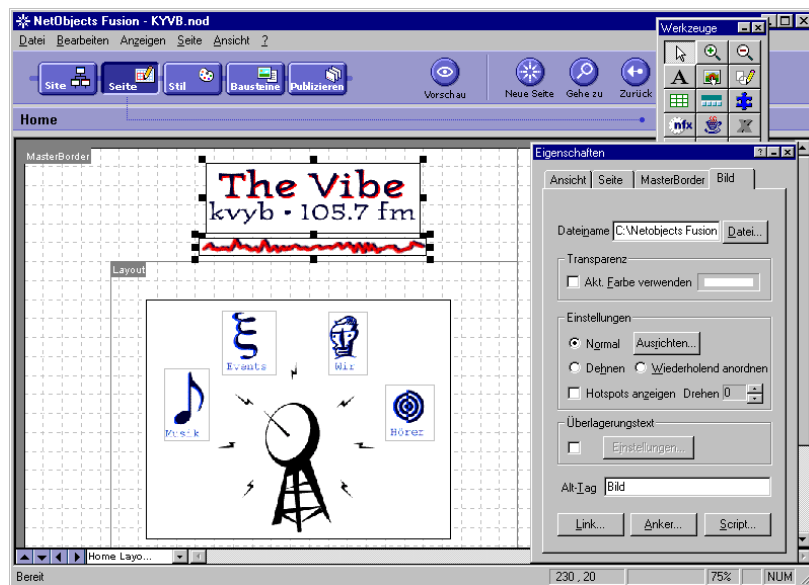 NetObjects Fusion - KYVB.nod
Datei Bearbeiten Anzeigen Seite Ansicht ?
Werkzeuge
Site Seite Stil Bausteine Publizieren Vorschau Neue Seite Gehe zu Zurück
A
nfx
Home
MasterBorder
The Vibe
kvyb • 105.7 fm
Layout
Events Wir
Musik Hörer
Eigenschaften
Ansicht Seite MasterBorder Bild
Dateiname C:\Netobjects Fusion Datei...
Transparenz
Akt. Farbe verwenden
Einstellungen
Normal Ausrichten...
Dehnen Wiederholend anordnen
Hotspots anzeigen Drehen 0
Überlagerungstext
Einstellungen...
Alt-Tag Bild
Link... Anker... Script...
Home Layo...
Bereit 230 , 20 75% NUM